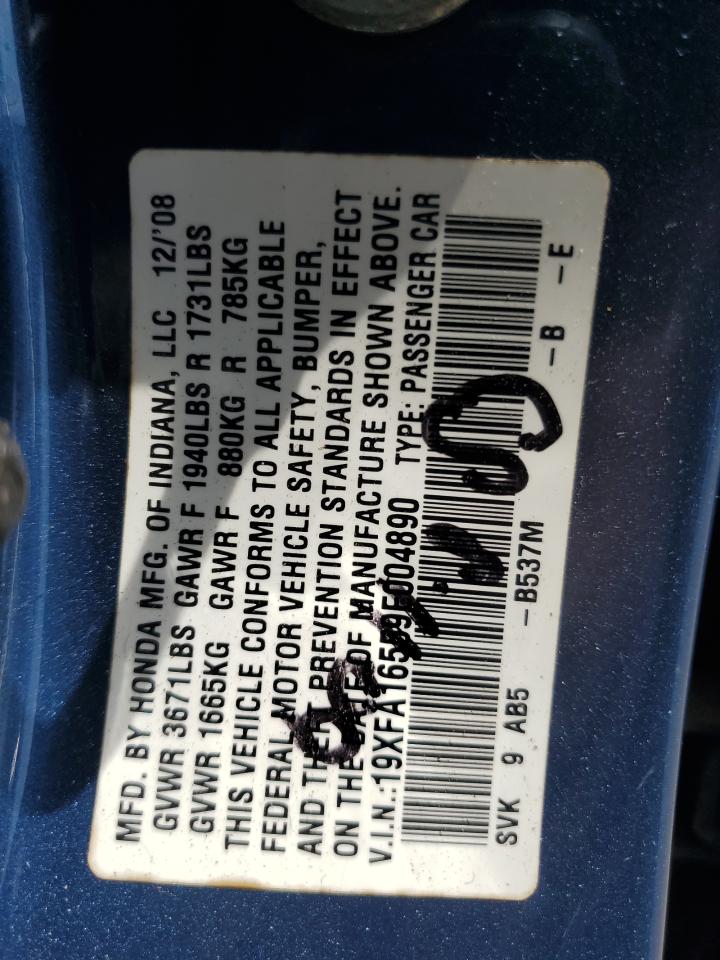 MFD. BY HONDA MFG. OF INDIANA, LLC 12/'08
GVWR 3671LBS GAWR F 1940LBS R 1731LBS
GVWR 1665KG GAWR F 880KG R 785KG
THIS VEHICLE CONFORMS TO ALL APPLICABLE
FEDERAL MOTOR VEHICLE SAFETY, BUMPER,
AND THEFT PREVENTION STANDARDS IN EFFECT
ON THE DATE OF MANUFACTURE SHOWN ABOVE.
V.I.N.:19XFA16559E004890 TYPE: PASSENGER CAR
SVK 9 AB5 –B537M –B –E